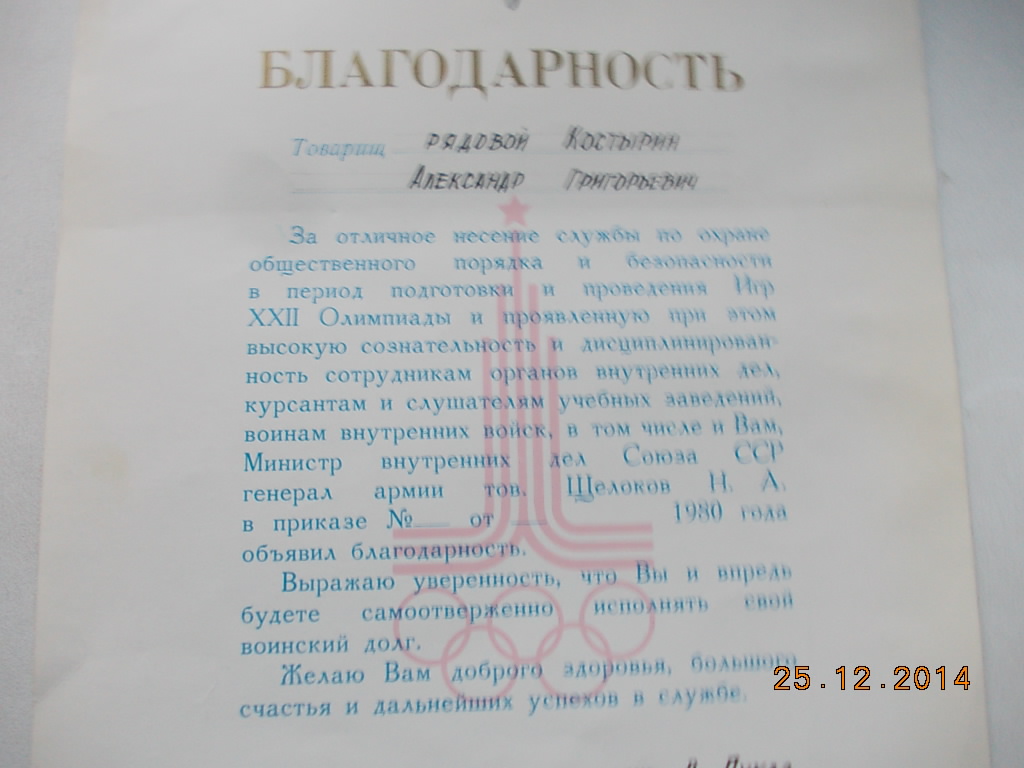 БЛАГОДАРНОСТЬ
Товарищ рядовой Костырин
Александр Григорьевич
За отличное несение службы по охране
общественного порядка и безопасности
в период подготовки и проведения Игр
XXII Олимпиады и проявленную при этом
высокую сознательность и дисциплинирован-
ность сотрудникам органов внутренних дел,
курсантам и слушателям учебных заведений,
воинам внутренних войск, в том числе и Вам,
Министр внутренних дел Союза ССР
генерал армии тов. Щелоков Н. А.
в приказе №___ от ___ 1980 года
объявил благодарность.
Выражаю уверенность, что Вы и впредь
будете самоотверженно исполнять свой
воинский долг.
Желаю Вам доброго здоровья, большого
счастья и дальнейших успехов в службе.
25.12.2014